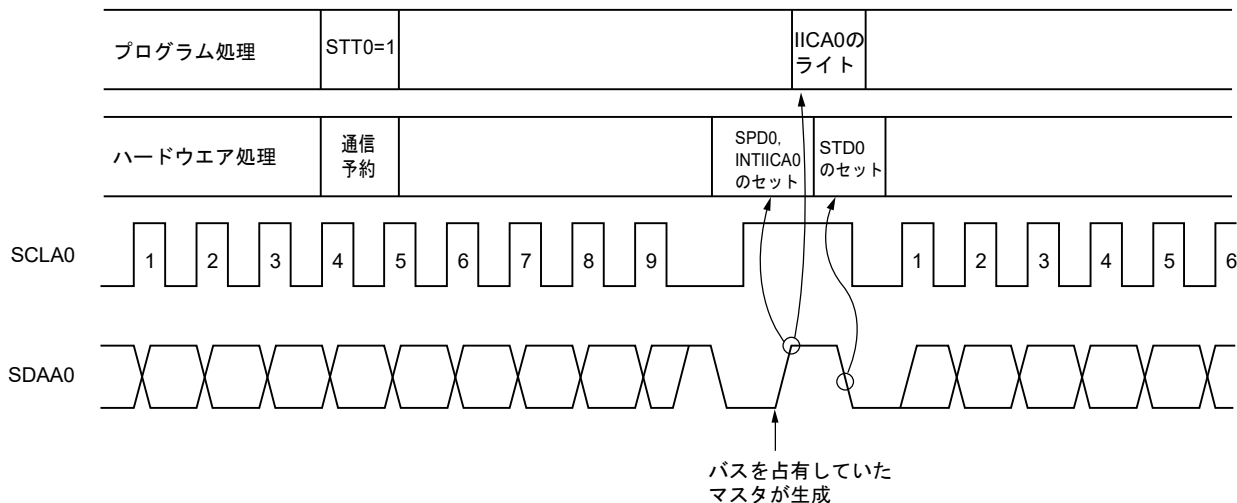 プログラム処理
STT0=1
IICA0の
ライト
ハードウエア処理
通信
予約
SPD0,
INTIICA0
のセット
STD0
のセット
SCLA0
1 2 3 4 5 6 7 8 9 1 2 3 4 5 6
SDAA0
バスを占有していた
マスタが生成